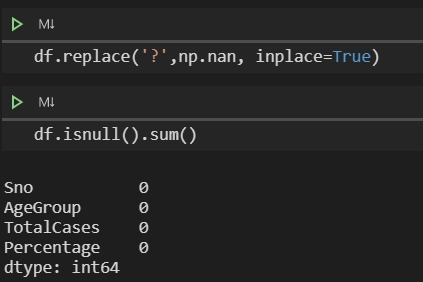 M↓
df.replace('?',np.nan, inplace=True)
M↓
df.isnull().sum()
Sno 0
AgeGroup 0
TotalCases 0
Percentage 0
dtype: int64